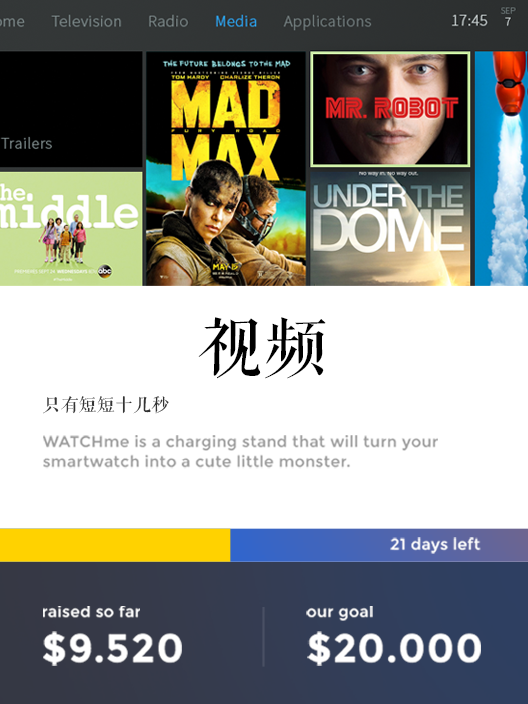 ome Television Radio Media Applications 17:45 SEP 7
Trailers
the middle
PREMIERES SEPT 24 WEDNESDAYS 8/7c abc
THE FUTURE BELONGS TO THE MAD
TOM HARDY CHARLIZE THERON
MAD
FURY ROAD
MAX
MAY 15
MR. ROBOT
No way in. No way out.
UNDER THE
DOME
视频
只有短短十几秒
WATCHme is a charging stand that will turn your
smartwatch into a cute little monster.
21 days left
raised so far
$9.520
our goal
$20.000